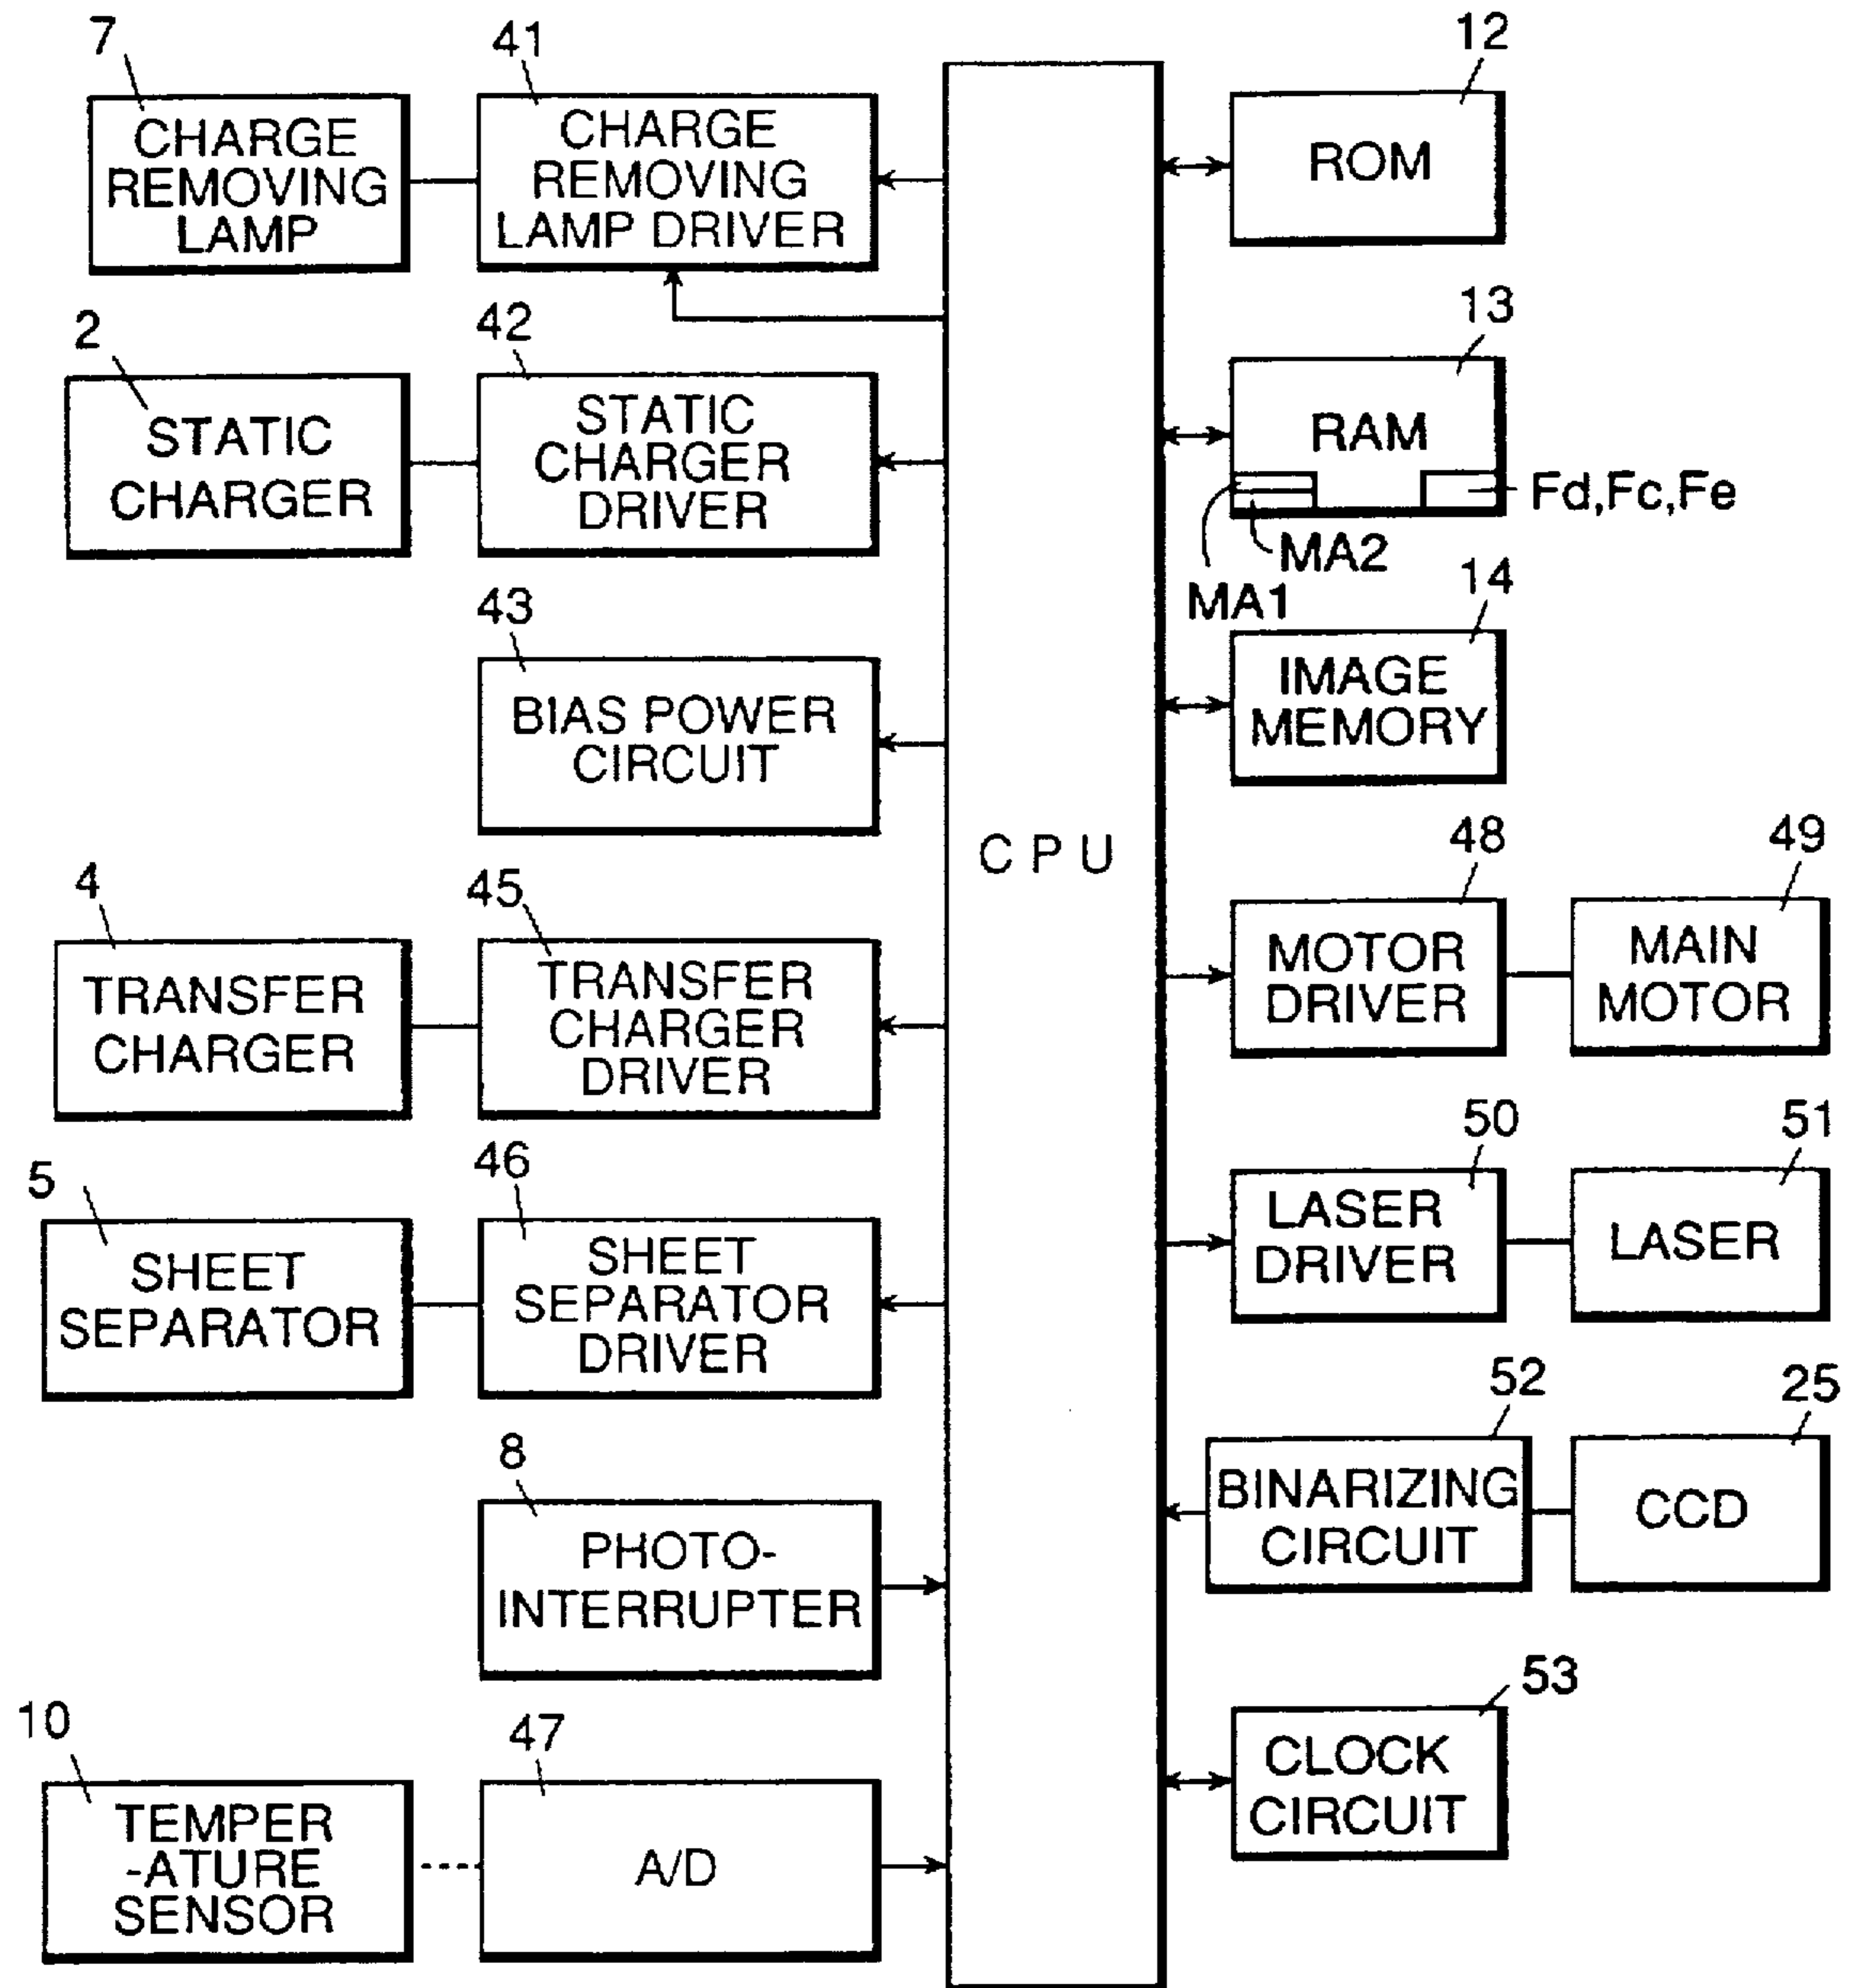 7
CHARGE
REMOVING
LAMP
41
CHARGE
REMOVING
LAMP DRIVER
2
STATIC
CHARGER
42
STATIC
CHARGER
DRIVER
43
BIAS POWER
CIRCUIT
4
TRANSFER
CHARGER
45
TRANSFER
CHARGER
DRIVER
5
SHEET
SEPARATOR
46
SHEET
SEPARATOR
DRIVER
8
PHOTO-
INTERRUPTER
10
TEMPER
-ATURE
SENSOR
47
A/D
CPU
12
ROM
13
RAM
Fd,Fc,Fe
MA2
MA1
14
IMAGE
MEMORY
48
MOTOR
DRIVER
49
MAIN
MOTOR
50
LASER
DRIVER
51
LASER
52
BINARIZING
CIRCUIT
25
CCD
53
CLOCK
CIRCUIT